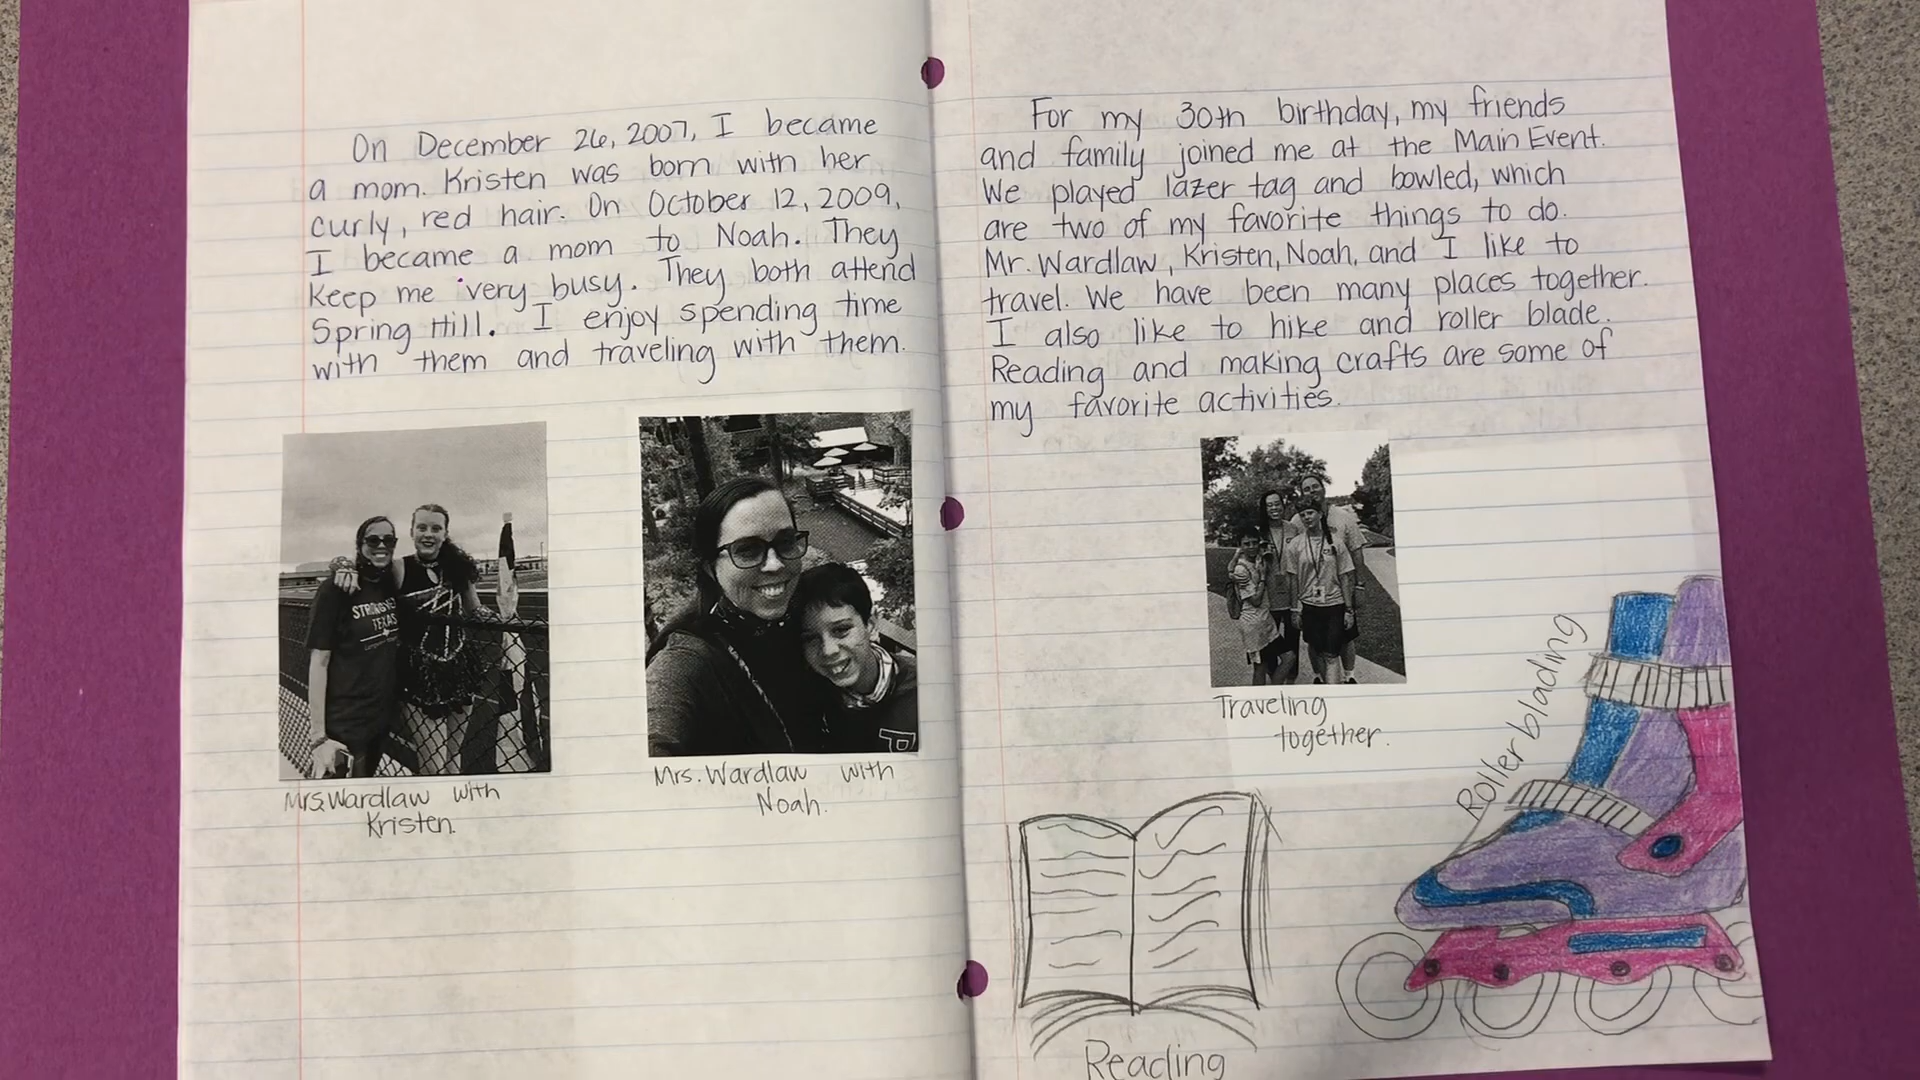 On December 26, 2007, I became
a mom. Kristen was born with her
curly, red hair. On October 12, 2009,
I became a mom to Noah. They
keep me very busy. They both attend
Spring Hill. I enjoy spending time
with them and traveling with them.
STRONG
TEXAS
P
Mrs. Wardlaw with
Kristen.
Mrs. Wardlaw with
Noah.
For my 30th birthday, my friends
and family joined me at the Main Event.
We played lazer tag and bowled, which
are two of my favorite things to do.
Mr. Wardlaw, Kristen, Noah, and I like to
travel. We have been many places together.
I also like to hike and roller blade.
Reading and making crafts are some of
my favorite activities.
Traveling
together.
Roller blading
Reading